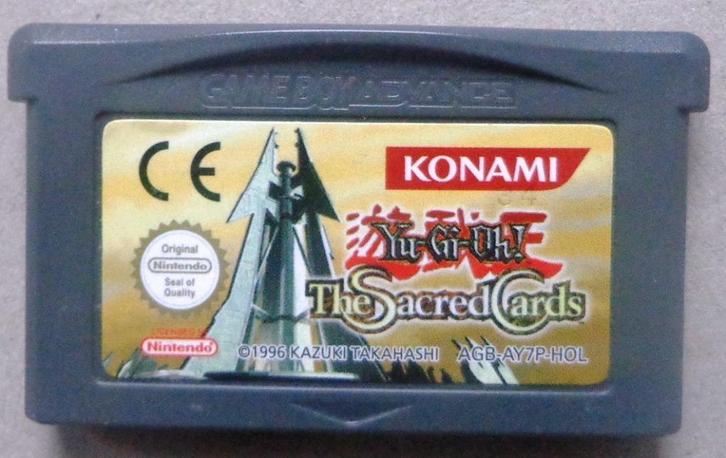 GAME BOY ADVANCE
CE
KONAMI
34
遊戯王
Yu-Gi-Oh!
The Sacred Cards
Original
Nintendo
Seal of
Quality
LICENSED BY
Nintendo
©1996 KAZUKI TAKAHASHI AGB-AY7P-HOL